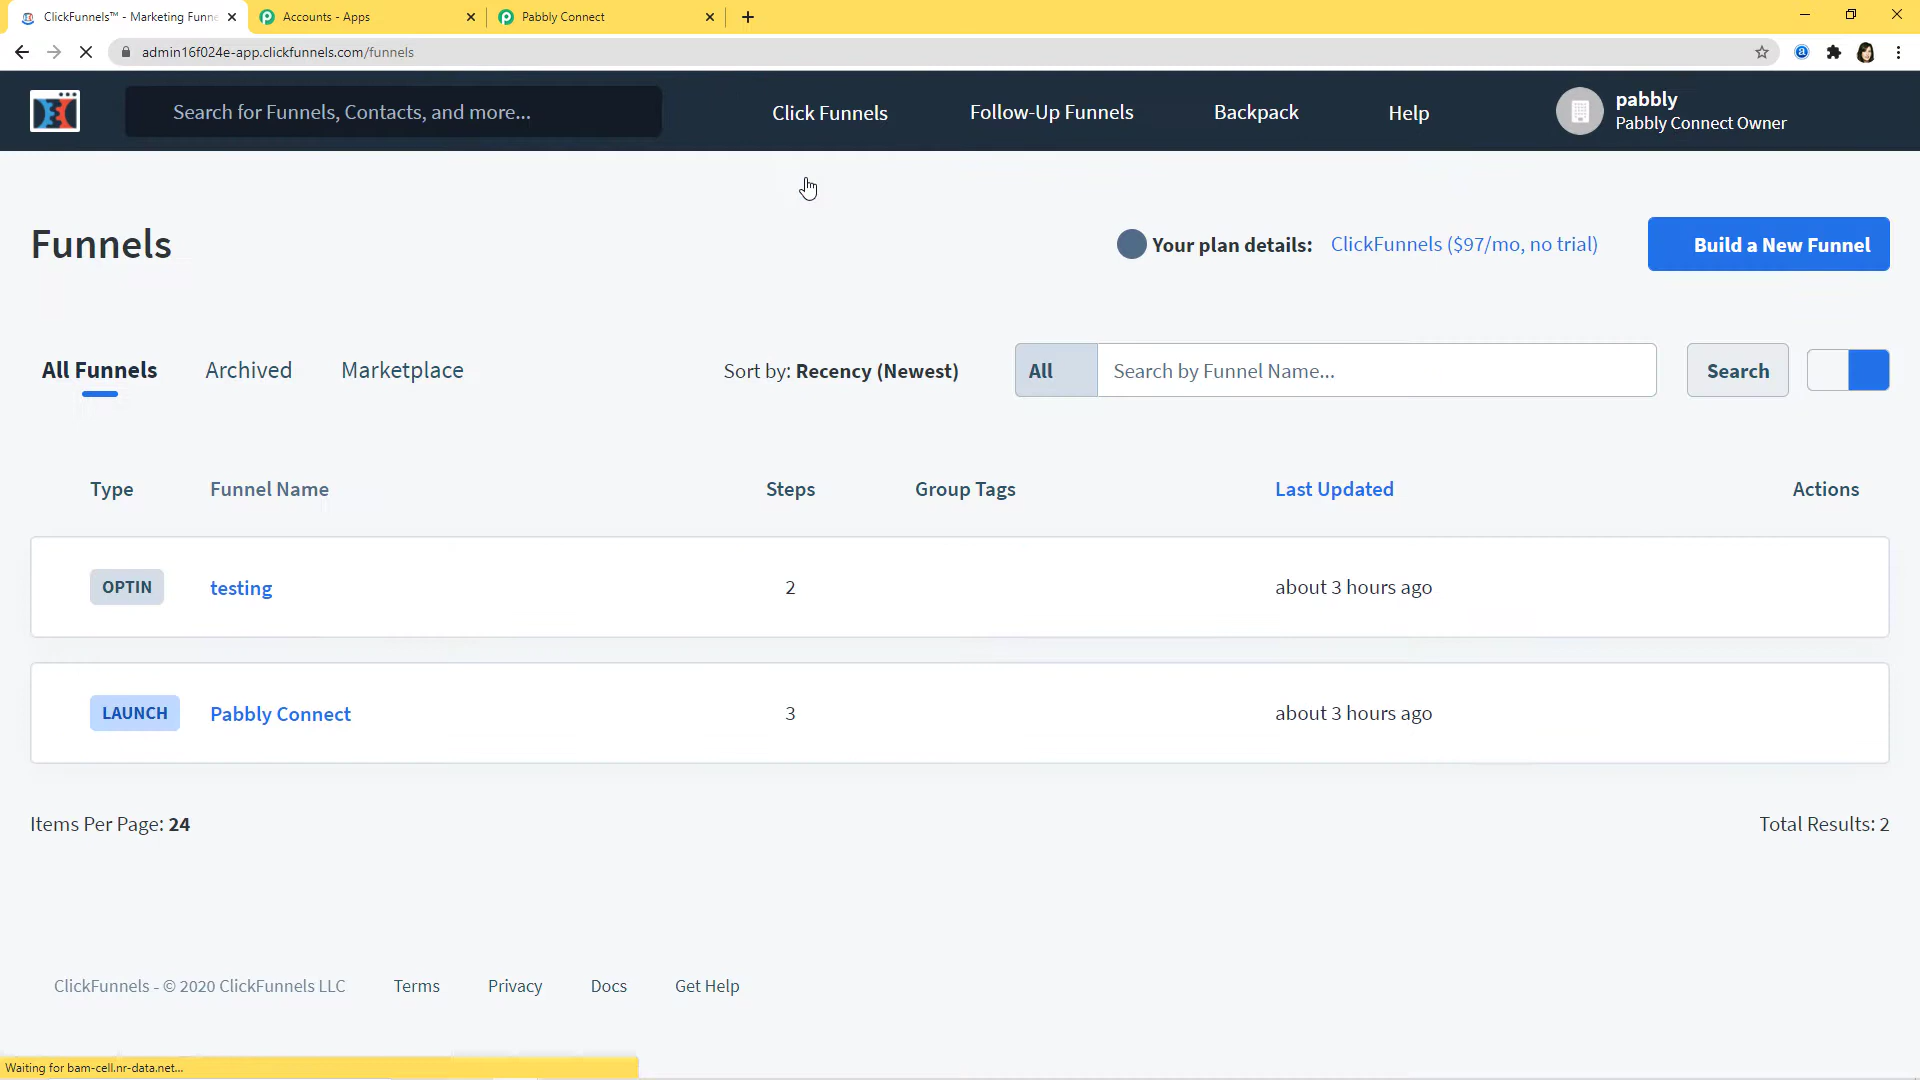 ClickFunnels™ - Marketing Funne
Accounts - Apps
Pabbly Connect
admin16f024e-app.clickfunnels.com/funnels
Search for Funnels, Contacts, and more...
Click Funnels
Follow-Up Funnels
Backpack
Help
pabbly
Pabbly Connect Owner
Funnels
Your plan details: ClickFunnels ($97/mo, no trial)
Build a New Funnel
All Funnels
Archived
Marketplace
Sort by: Recency (Newest)
All
Search by Funnel Name...
Search
Type
Funnel Name
Steps
Group Tags
Last Updated
Actions
OPTIN
testing
2
about 3 hours ago
LAUNCH
Pabbly Connect
3
about 3 hours ago
Items Per Page: 24
Total Results: 2
ClickFunnels - © 2020 ClickFunnels LLC
Terms
Privacy
Docs
Get Help
Waiting for bam-cell.nr-data.net...